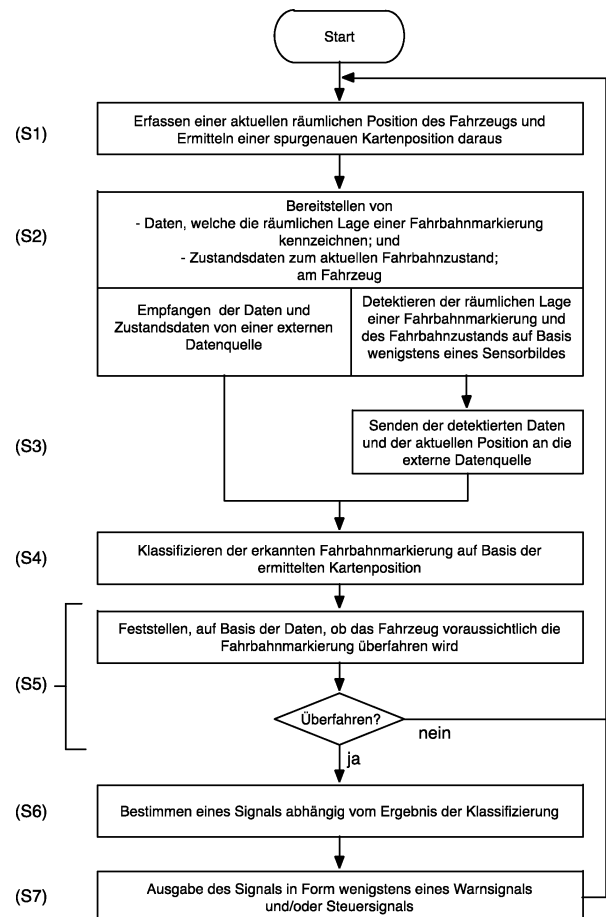 Start
(S1)
Erfassen einer aktuellen räumlichen Position des Fahrzeugs und
Ermitteln einer spurgenauen Kartenposition daraus
(S2)
Bereitstellen von
- Daten, welche die räumlichen Lage einer Fahrbahnmarkierung
kennzeichnen; und
- Zustandsdaten zum aktuellen Fahrbahnzustand;
am Fahrzeug
Empfangen der Daten und
Zustandsdaten von einer externen
Datenquelle
Detektieren der räumlichen Lage
einer Fahrbahnmarkierung und
des Fahrbahnzustands auf Basis
wenigstens eines Sensorbildes
(S3)
Senden der detektierten Daten
und der aktuellen Position an die
externe Datenquelle
(S4)
Klassifizieren der erkannten Fahrbahnmarkierung auf Basis der
ermittelten Kartenposition
(S5)
Feststellen, auf Basis der Daten, ob das Fahrzeug voraussichtlich die
Fahrbahnmarkierung überfahren wird
Überfahren?
nein
ja
(S6)
Bestimmen eines Signals abhängig vom Ergebnis der Klassifizierung
(S7)
Ausgabe des Signals in Form wenigstens eines Warnsignals
und/oder Steuersignals